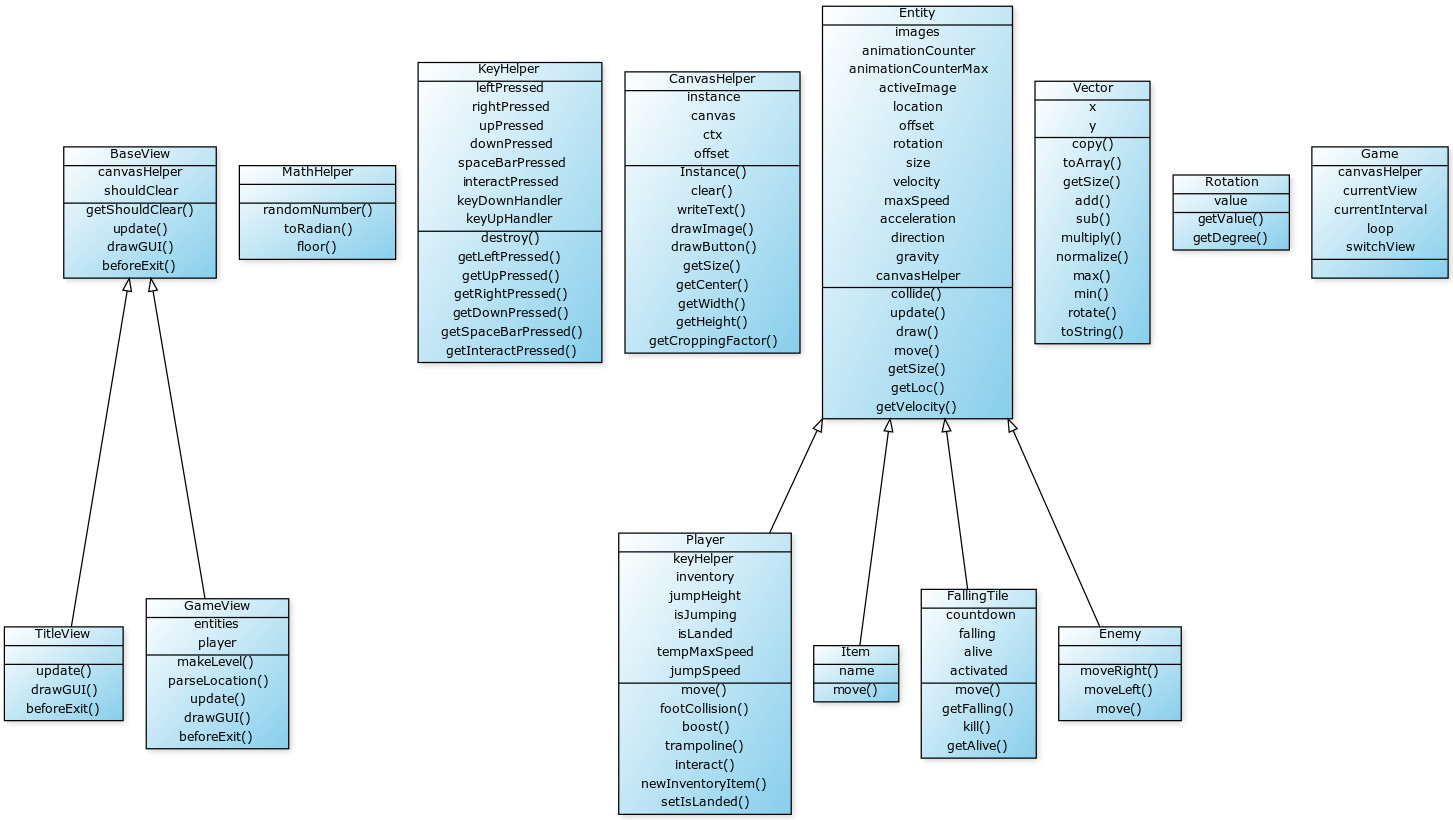 BaseView
canvasHelper
shouldClear
getShouldClear()
update()
drawGUI()
beforeExit()
MathHelper
randomNumber()
toRadian()
floor()
KeyHelper
leftPressed
rightPressed
upPressed
downPressed
spaceBarPressed
interactPressed
keyDownHandler
keyUpHandler
destroy()
getLeftPressed()
getUpPressed()
getRightPressed()
getDownPressed()
getSpaceBarPressed()
getInteractPressed()
CanvasHelper
instance
canvas
ctx
offset
Instance()
clear()
writeText()
drawImage()
drawButton()
getSize()
getCenter()
getWidth()
getHeight()
getCroppingFactor()
Entity
images
animationCounter
animationCounterMax
activeImage
location
offset
rotation
size
velocity
maxSpeed
acceleration
direction
gravity
canvasHelper
collide()
update()
draw()
move()
getSize()
getLoc()
getVelocity()
Vector
x
y
copy()
toArray()
getSize()
add()
sub()
multiply()
normalize()
max()
min()
rotate()
toString()
Rotation
value
getValue()
getDegree()
Game
canvasHelper
currentView
currentInterval
loop
switchView
TitleView
update()
drawGUI()
beforeExit()
GameView
entities
player
makeLevel()
parseLocation()
update()
drawGUI()
beforeExit()
Player
keyHelper
inventory
jumpHeight
isJumping
isLanded
tempMaxSpeed
jumpSpeed
move()
footCollision()
boost()
trampoline()
interact()
newInventoryItem()
setIsLanded()
Item
name
move()
FallingTile
countdown
falling
alive
activated
move()
getFalling()
kill()
getAlive()
Enemy
moveRight()
moveLeft()
move()